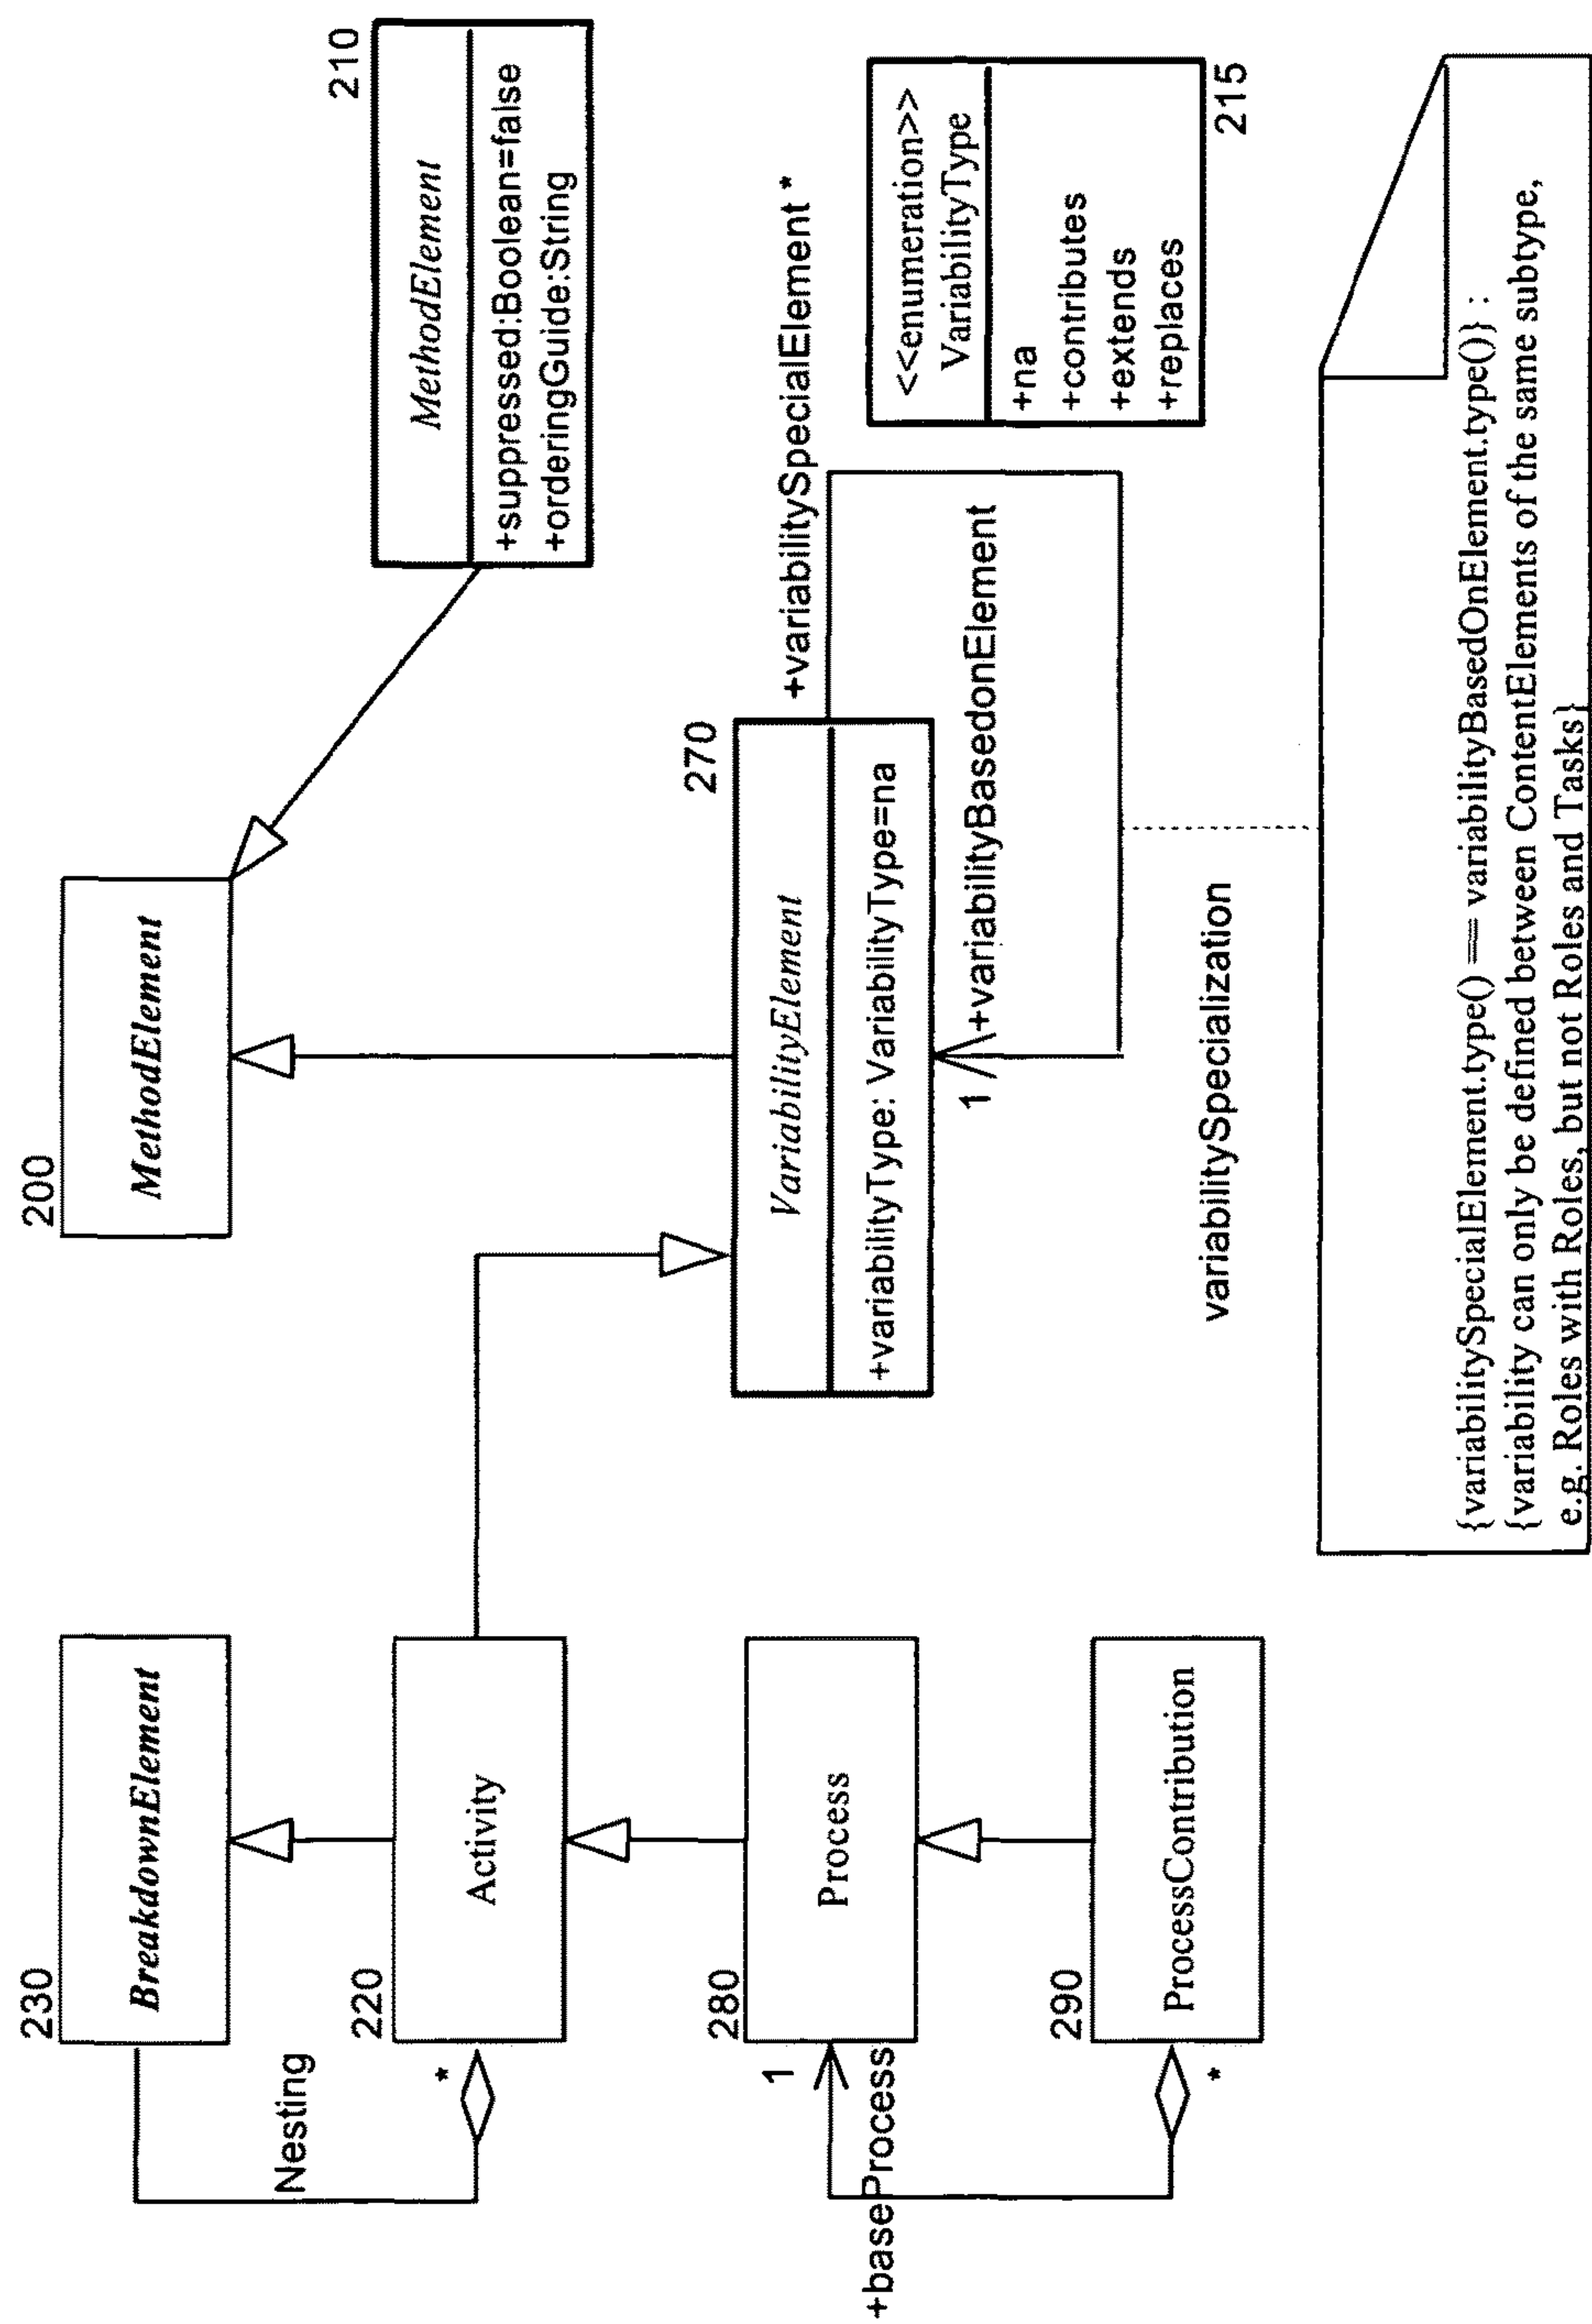 230
BreakdownElement
Nesting
*
220
Activity
280
Process
1
+baseProcess
290
ProcessContribution
*
200
MethodElement
210
MethodElement
+suppressed:Boolean=false
+orderingGuide:String
270
VariabilityElement
+variabilityType: VariabilityType=na
+variabilitySpecialElement *
1
+variabilityBasedonElement
variabilitySpecialization
<<enumeration>>
VariabilityType
+na
+contributes
+extends
+replaces
215
{variabilitySpecialElement.type() == variabilityBasedOnElement.type()} :
{variability can only be defined between ContentElements of the same subtype,
e.g. Roles with Roles, but not Roles and Tasks}